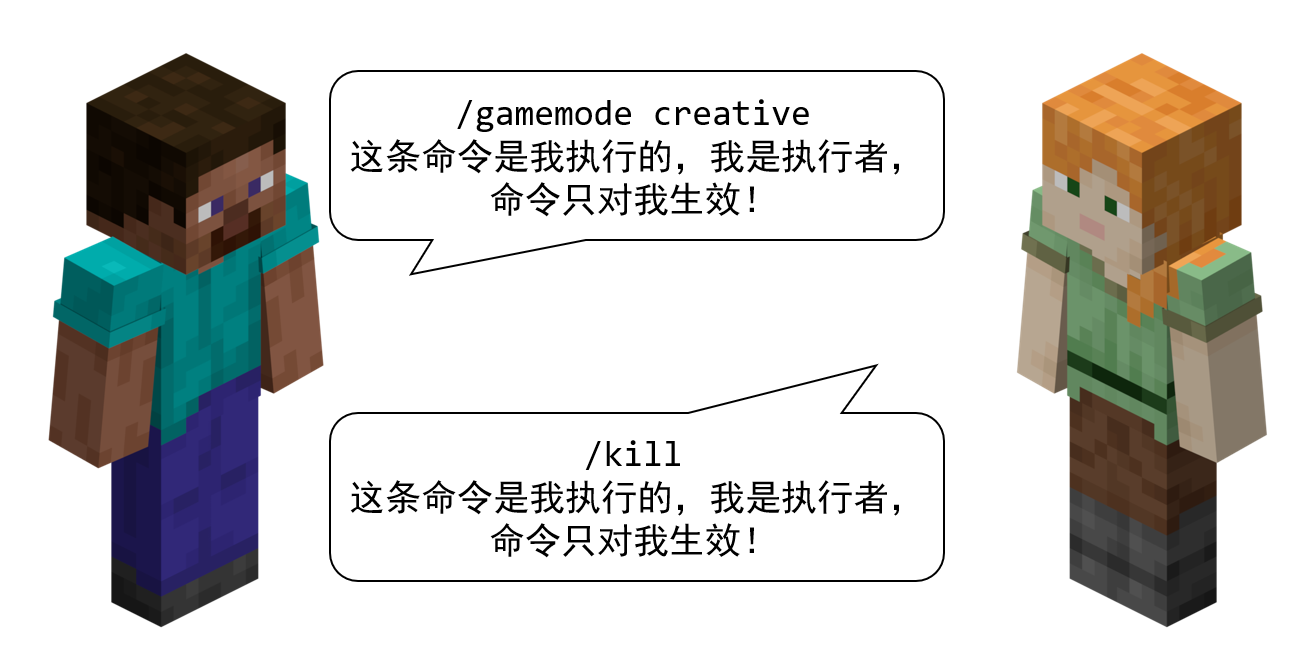 /gamemode creative
这条命令是我执行的，我是执行者，
命令只对我生效！
/kill
这条命令是我执行的，我是执行者，
命令只对我生效！